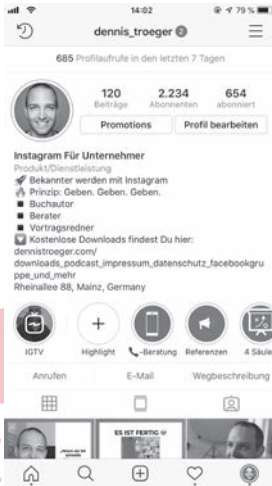 14:02
79 %
dennis_troeger 2
685 Profilaufrufe in den letzten 7 Tagen
120 2.234 654
Beiträge Abonnenten abonniert
Promotions Profil bearbeiten
Instagram Für Unternehmer
Produkt/Dienstleistung
🚀 Bekannter werden mit Instagram
🔥 Prinzip: Geben. Geben. Geben.
◾ Buchautor
◾ Berater
◾ Vortragsredner
Kostenlose Downloads findest Du hier:
dennistroeger.com/
downloads_podcast_impressum_datenschutz_facebookgru
ppe_und_mehr
Rheinallee 88, Mainz, Germany
IGTV Highlight 📞-Beratung Referenzen 4 Säule
Anrufen E-Mail Wegbeschreibung
ES IST FERTIG